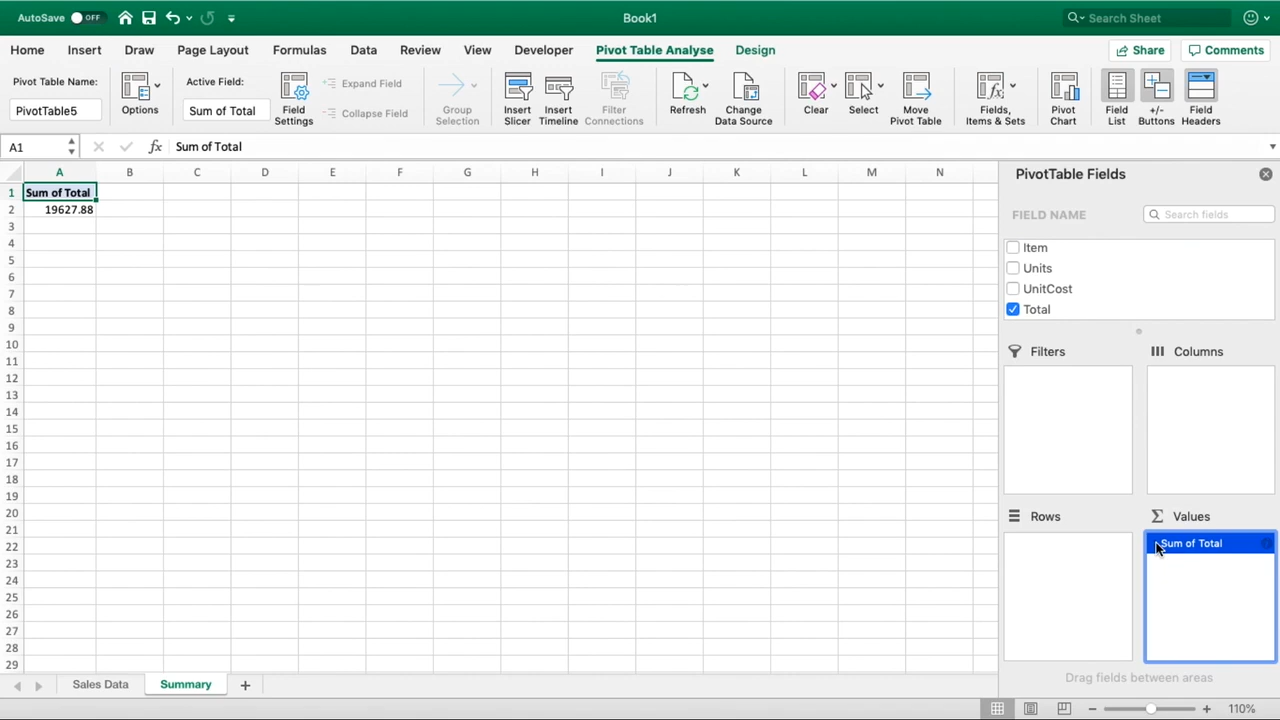 AutoSave OFF
Book1
Search Sheet
Home Insert Draw Page Layout Formulas Data Review View Developer Pivot Table Analyse Design Share Comments
Pivot Table Name:
PivotTable5
Options
Active Field:
Sum of Total
Field
Settings
Expand Field
Collapse Field
Group
Selection
Insert
Slicer
Insert
Timeline
Filter
Connections
Refresh
Change
Data Source
Clear
Select
Move
Pivot Table
Fields,
Items & Sets
Pivot
Chart
Field
List
+/-
Buttons
Field
Headers
A1 fx Sum of Total
A B C D E F G H I J K L M N
1 Sum of Total
2 19627.88
3
4
5
6
7
8
9
10
11
12
13
14
15
16
17
18
19
20
21
22
23
24
25
26
27
28
29
PivotTable Fields
FIELD NAME Search fields
Item
Units
UnitCost
Total
Filters Columns
Rows Values
Sum of Total
Drag fields between areas
Sales Data Summary +
110%